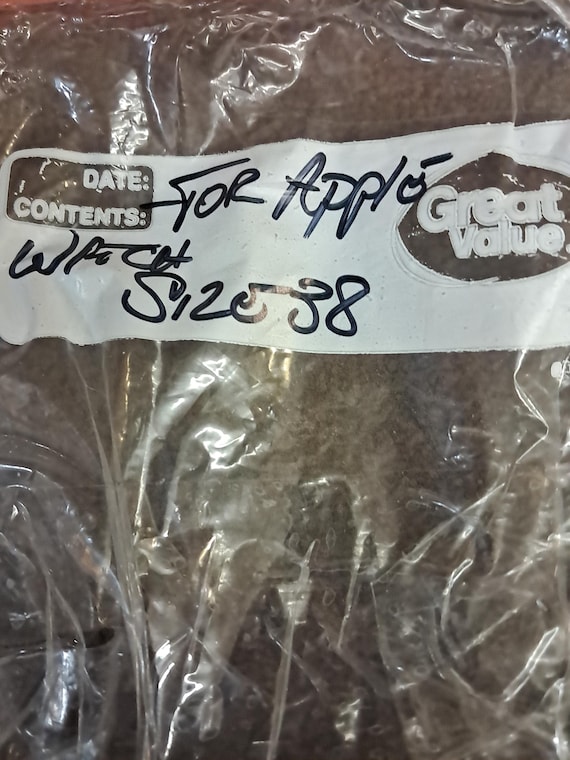 DATE:
CONTENTS:
FOR Apple
WATCH
Size 38
Great
Value.